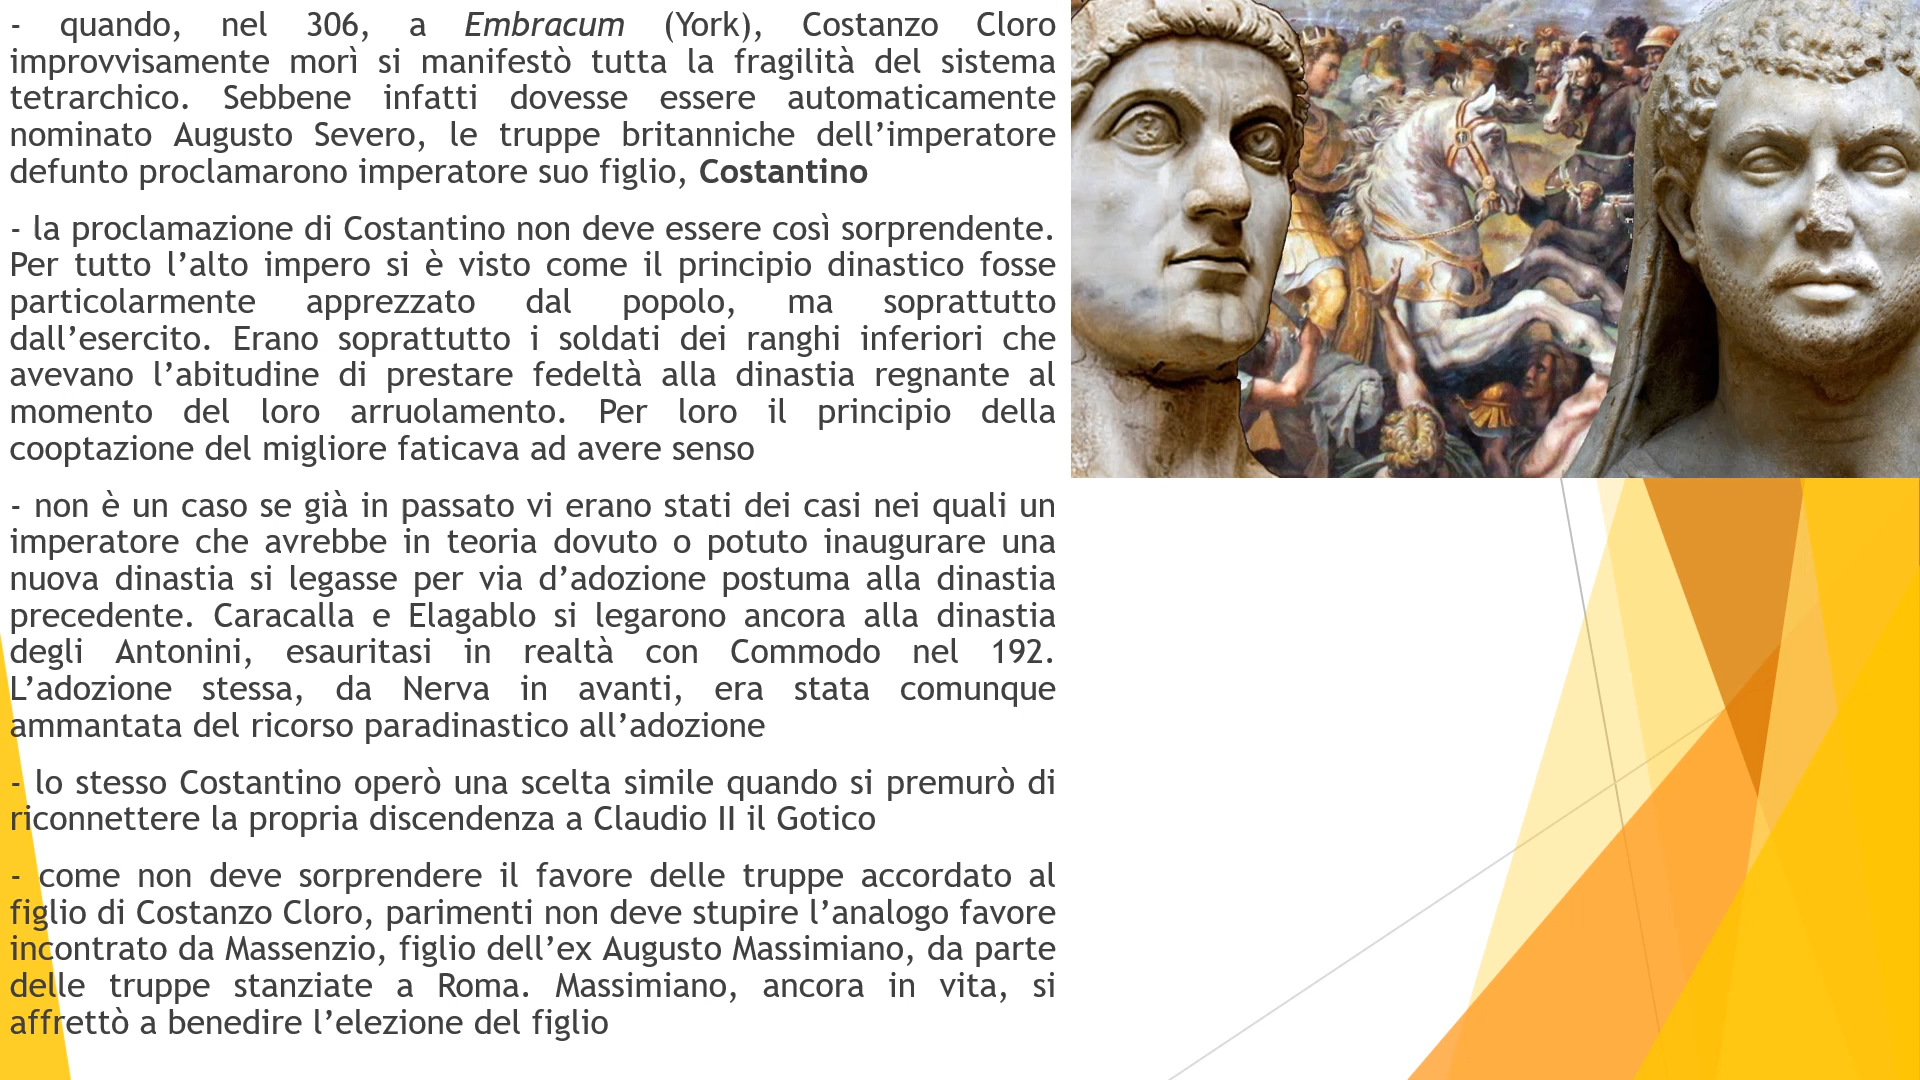 - quando, nel 306, a Embracum (York), Costanzo Cloro
improvvisamente morì si manifestò tutta la fragilità del sistema
tetrarchico. Sebbene infatti dovesse essere automaticamente
nominato Augusto Severo, le truppe britanniche dell’imperatore
defunto proclamarono imperatore suo figlio, Costantino
- la proclamazione di Costantino non deve essere così sorprendente.
Per tutto l’alto impero si è visto come il principio dinastico fosse
particolarmente apprezzato dal popolo, ma soprattutto
dall’esercito. Erano soprattutto i soldati dei ranghi inferiori che
avevano l’abitudine di prestare fedeltà alla dinastia regnante al
momento del loro arruolamento. Per loro il principio della
cooptazione del migliore faticava ad avere senso
- non è un caso se già in passato vi erano stati dei casi nei quali un
imperatore che avrebbe in teoria dovuto o potuto inaugurare una
nuova dinastia si legasse per via d’adozione postuma alla dinastia
precedente. Caracalla e Elagablo si legarono ancora alla dinastia
degli Antonini, esauritasi in realtà con Commodo nel 192.
L’adozione stessa, da Nerva in avanti, era stata comunque
ammantata del ricorso paradinastico all’adozione
- lo stesso Costantino operò una scelta simile quando si premurò di
riconnettere la propria discendenza a Claudio II il Gotico
- come non deve sorprendere il favore delle truppe accordato al
figlio di Costanzo Cloro, parimenti non deve stupire l’analogo favore
incontrato da Massenzio, figlio dell’ex Augusto Massimiano, da parte
delle truppe stanziate a Roma. Massimiano, ancora in vita, si
affrettò a benedire l’elezione del figlio